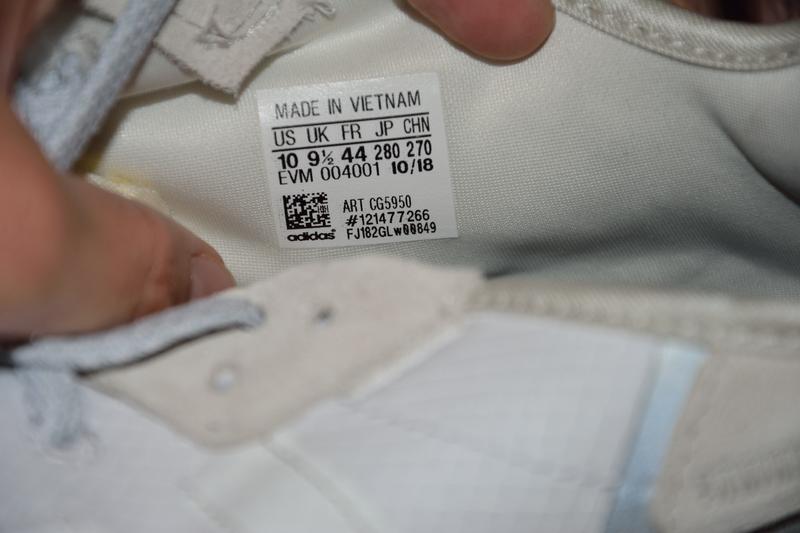 MADE IN VIETNAM
US UK FR JP CHN
10 9½ 44 280 270
EVM 004001 10/18
ART CG5950
#121477266
adidas FJ182GLW00849